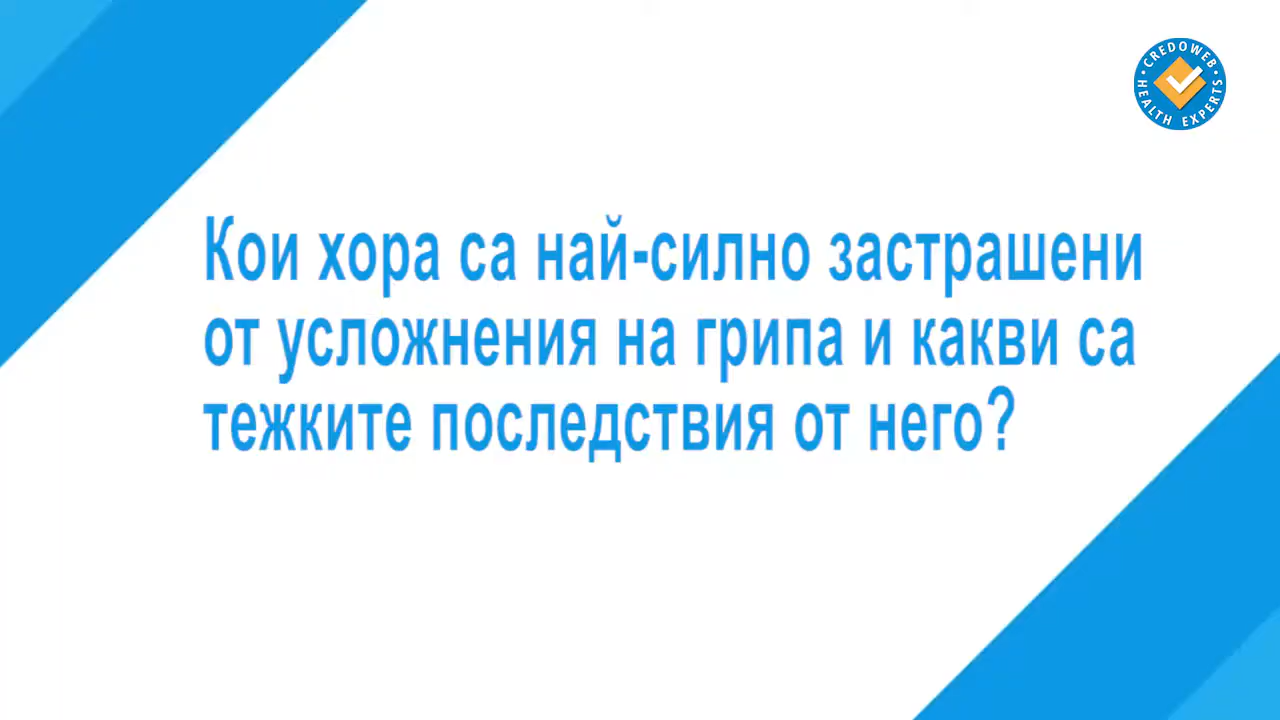 CREDOWEB
HEALTH EXPERTS
Кои хора са най-силно застрашени
от усложнения на грипа и какви са
тежките последствия от него?